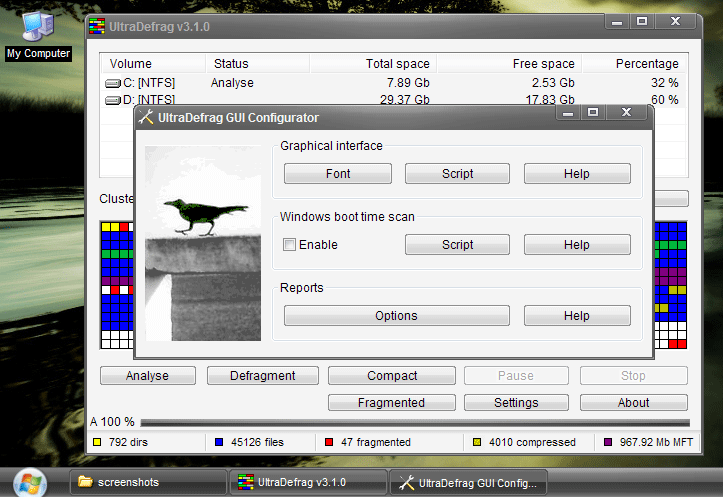 My Computer
UltraDefrag v3.1.0
Volume Status Total space Free space Percentage
C: [NTFS] Analyse 7.89 Gb 2.53 Gb 32 %
D: [NTFS] 29.37 Gb 17.83 Gb 60 %
UltraDefrag GUI Configurator
Graphical interface
Font Script Help
Cluste
Windows boot time scan
Enable Script Help
Reports
Options Help
Analyse Defragment Compact Pause Stop
Fragmented Settings About
A 100 %
792 dirs 45126 files 47 fragmented 4010 compressed 967.92 Mb MFT
screenshots UltraDefrag v3.1.0 UltraDefrag GUI Config...